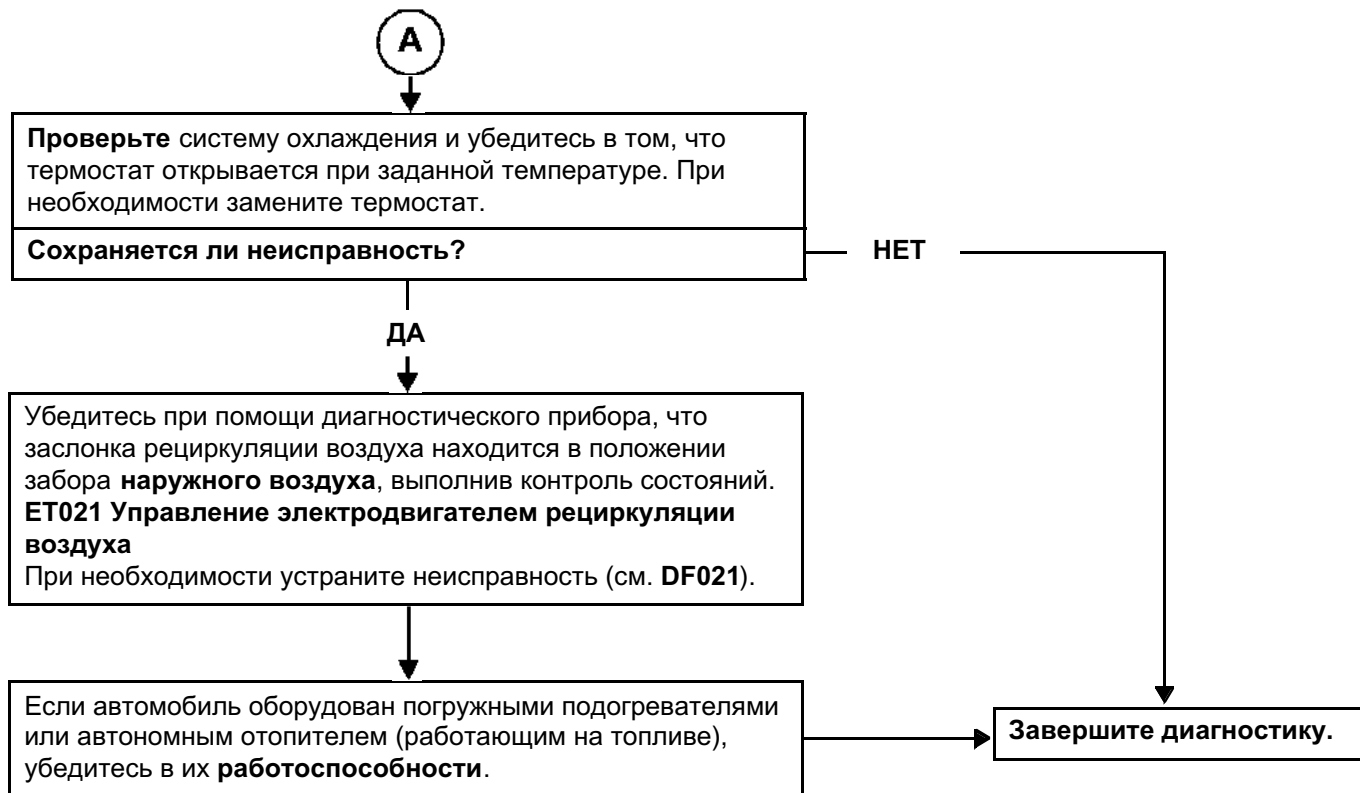 A
Проверьте систему охлаждения и убедитесь в том, что
термостат открывается при заданной температуре. При
необходимости замените термостат.
Сохраняется ли неисправность?
НЕТ
ДА
Убедитесь при помощи диагностического прибора, что
заслонка рециркуляции воздуха находится в положении
забора наружного воздуха, выполнив контроль состояний.
ET021 Управление электродвигателем рециркуляции
воздуха
При необходимости устраните неисправность (см. DF021).
Если автомобиль оборудован погружными подогревателями
или автономным отопителем (работающим на топливе),
убедитесь в их работоспособности.
Завершите диагностику.